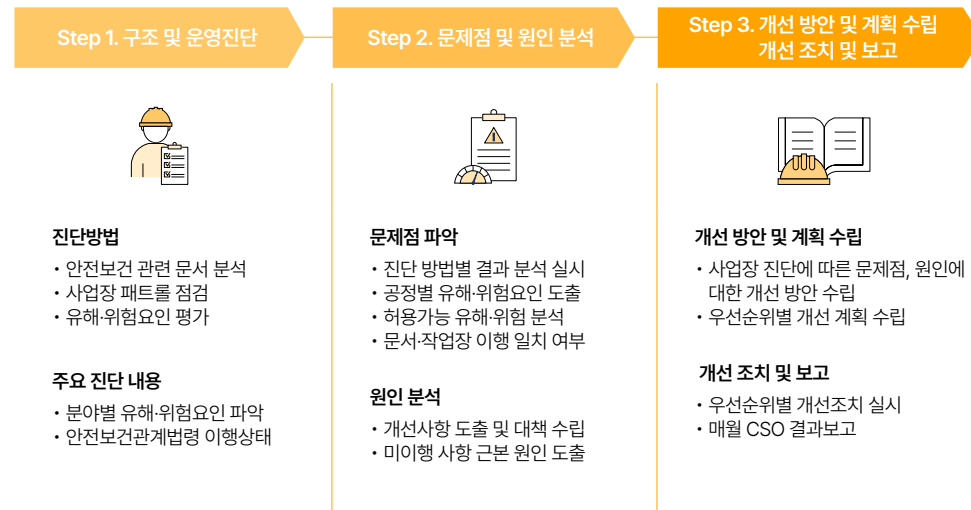 Step 1. 구조 및 운영진단
Step 2. 문제점 및 원인 분석
Step 3. 개선 방안 및 계획 수립
개선 조치 및 보고
진단방법
• 안전보건 관련 문서 분석
• 사업장 패트롤 점검
• 유해·위험요인 평가
주요 진단 내용
• 분야별 유해·위험요인 파악
• 안전보건관계법령 이행상태
문제점 파악
• 진단 방법별 결과 분석 실시
• 공정별 유해·위험요인 도출
• 허용가능 유해·위험 분석
• 문서·작업장 이행 일치 여부
원인 분석
• 개선사항 도출 및 대책 수립
• 미이행 사항 근본 원인 도출
개선 방안 및 계획 수립
• 사업장 진단에 따른 문제점, 원인에
대한 개선 방안 수립
• 우선순위별 개선 계획 수립
개선 조치 및 보고
• 우선순위별 개선조치 실시
• 매월 CSO 결과보고